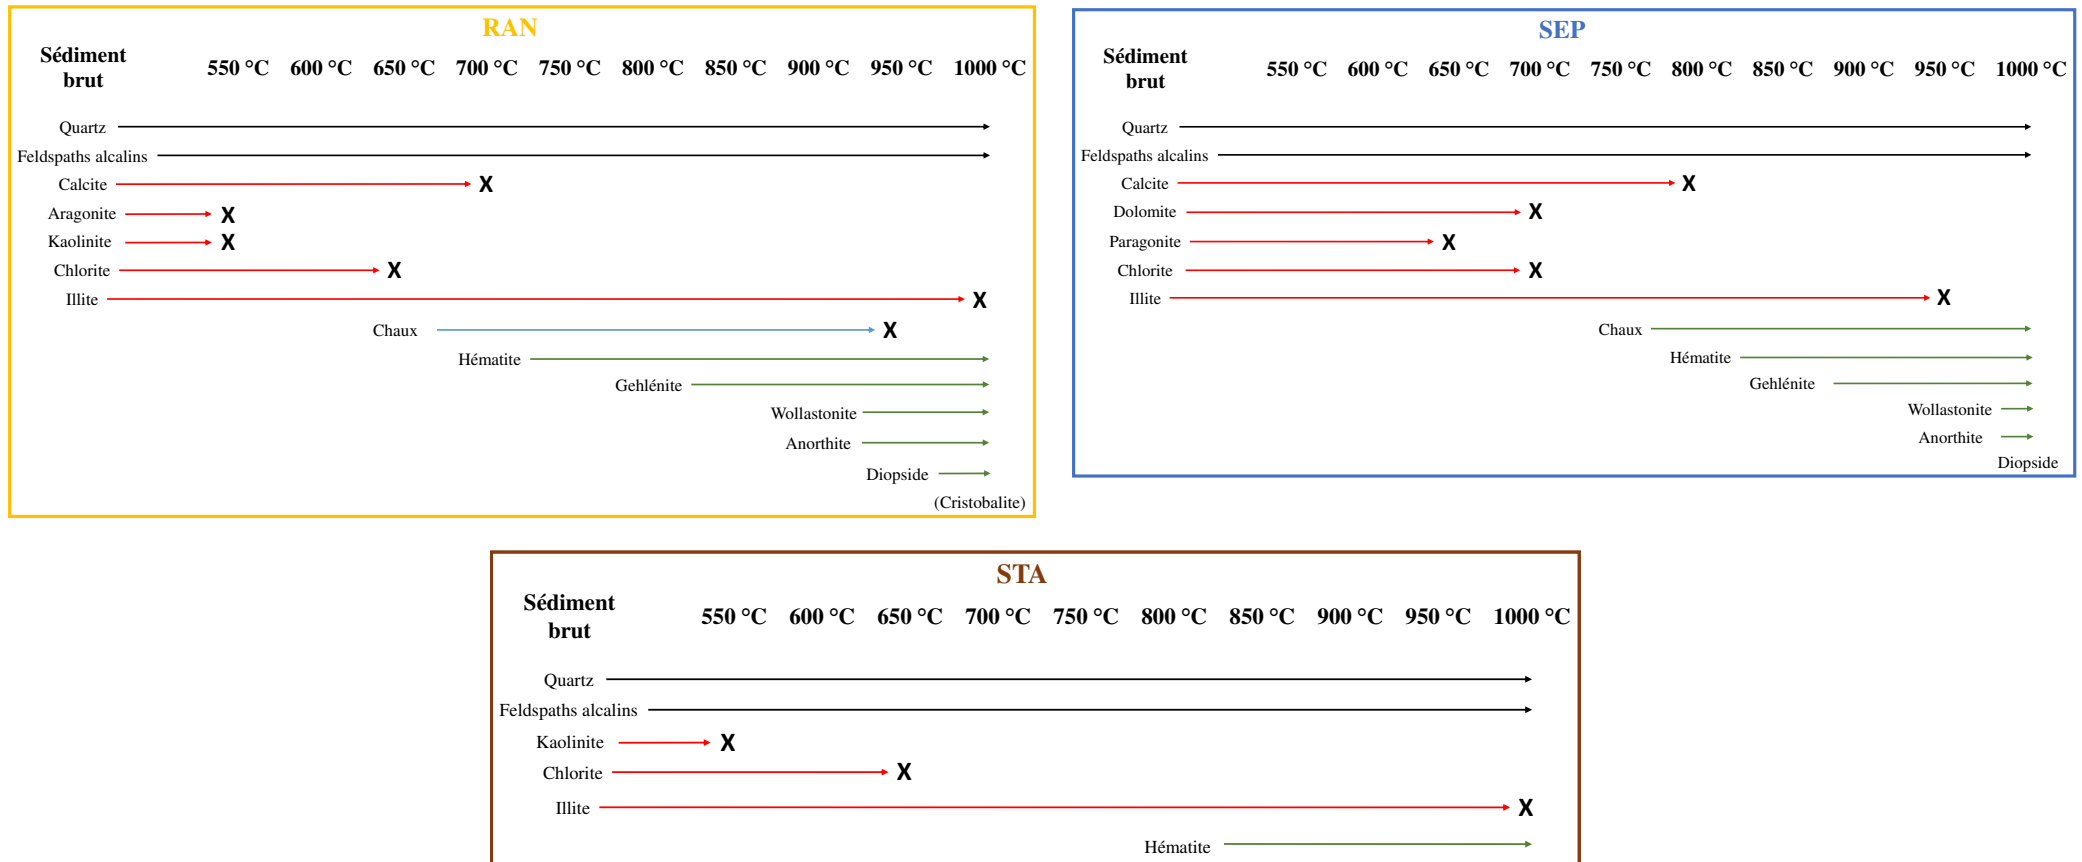 RAN
Sédiment
brut
550 °C 600 °C 650 °C 700 °C 750 °C 800 °C 850 °C 900 °C 950 °C 1000 °C
Quartz
Feldspaths alcalins
Calcite X
Aragonite X
Kaolinite X
Chlorite X
Illite X
Chaux X
Hématite
Gehlénite
Wollastonite
Anorthite
Diopside
(Cristobalite)
SEP
Sédiment
brut
550 °C 600 °C 650 °C 700 °C 750 °C 800 °C 850 °C 900 °C 950 °C 1000 °C
Quartz
Feldspaths alcalins
Calcite X
Dolomite X
Paragonite X
Chlorite X
Illite X
Chaux
Hématite
Gehlénite
Wollastonite
Anorthite
Diopside
STA
Sédiment
brut
550 °C 600 °C 650 °C 700 °C 750 °C 800 °C 850 °C 900 °C 950 °C 1000 °C
Quartz
Feldspaths alcalins
Kaolinite X
Chlorite X
Illite X
Hématite